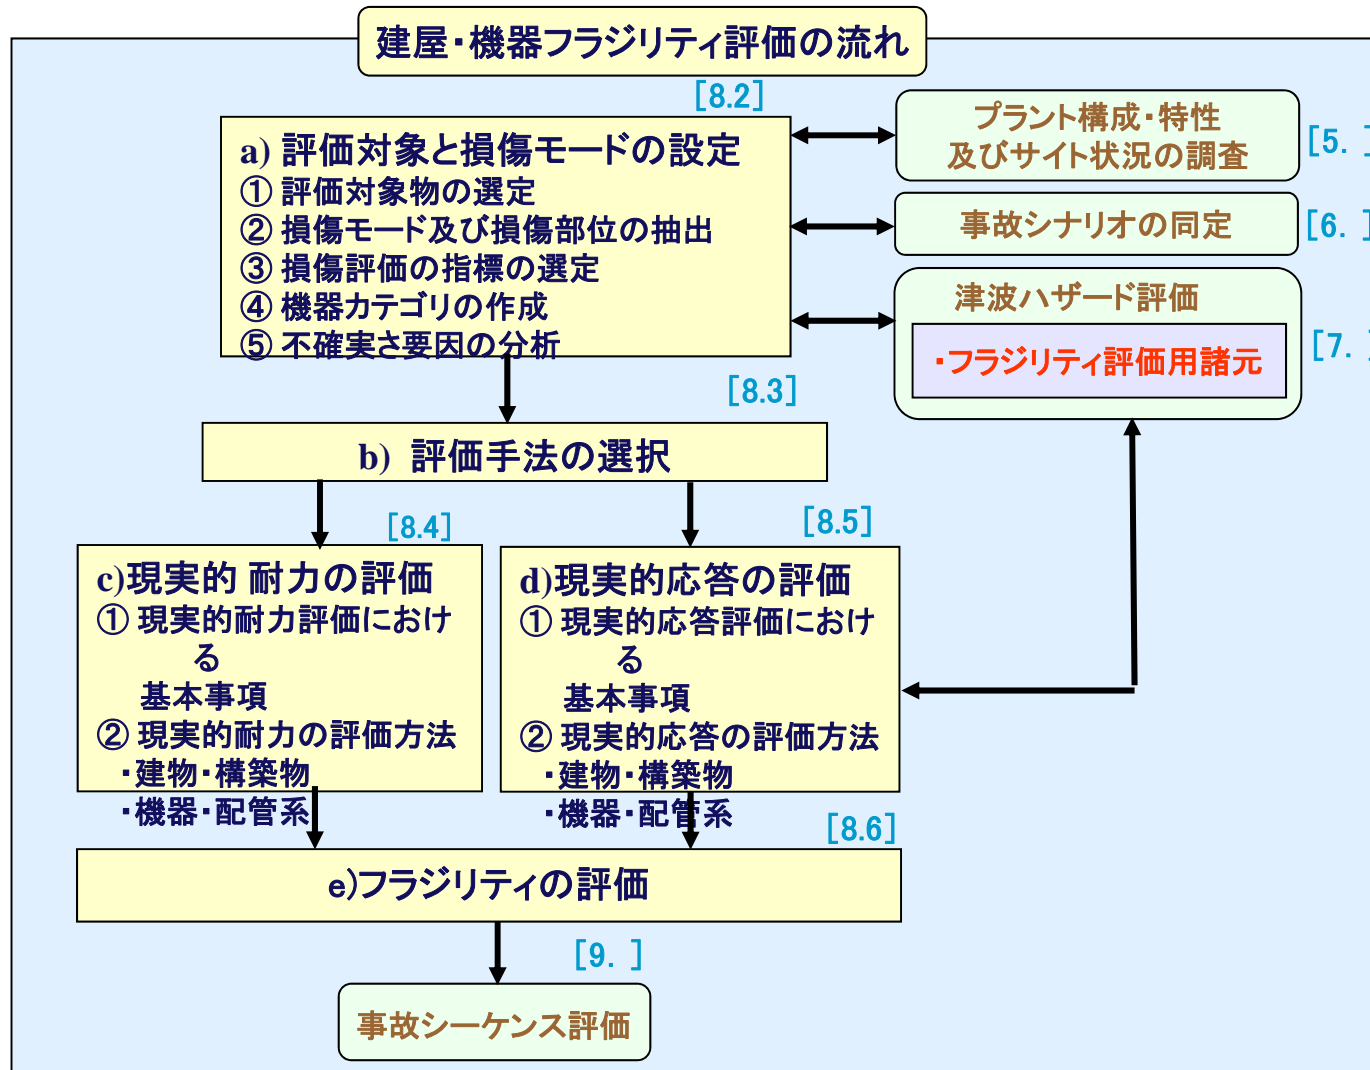 建屋・機器フラジリティ評価の流れ
[8.2]
a) 評価対象と損傷モードの設定
① 評価対象物の選定
② 損傷モード及び損傷部位の抽出
③ 損傷評価の指標の選定
④ 機器カテゴリの作成
⑤ 不確実さ要因の分析
プラント構成・特性
及びサイト状況の調査
[5. ]
事故シナリオの同定
[6. ]
津波ハザード評価
・フラジリティ評価用諸元
[7. ]
[8.3]
b) 評価手法の選択
[8.4]
c)現実的 耐力の評価
① 現実的耐力評価におけ
る
基本事項
② 現実的耐力の評価方法
・建物・構築物
・機器・配管系
[8.5]
d)現実的応答の評価
① 現実的応答評価におけ
る
基本事項
② 現実的応答の評価方法
・建物・構築物
・機器・配管系
[8.6]
e)フラジリティの評価
[9. ]
事故シーケンス評価